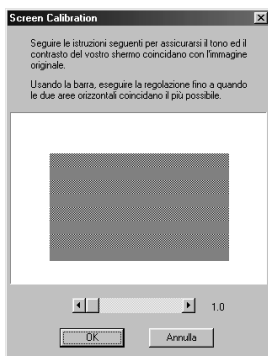 Screen Calibration
Seguire le istruzioni seguenti per assicurarsi il tono ed il
contrasto del vostro shermo coincidano con l'immagine
originale.
Usando la barra, eseguire la regolazione fino a quando
le due aree orizzontali coincidano il più possibile.
1.0
OK
Annulla